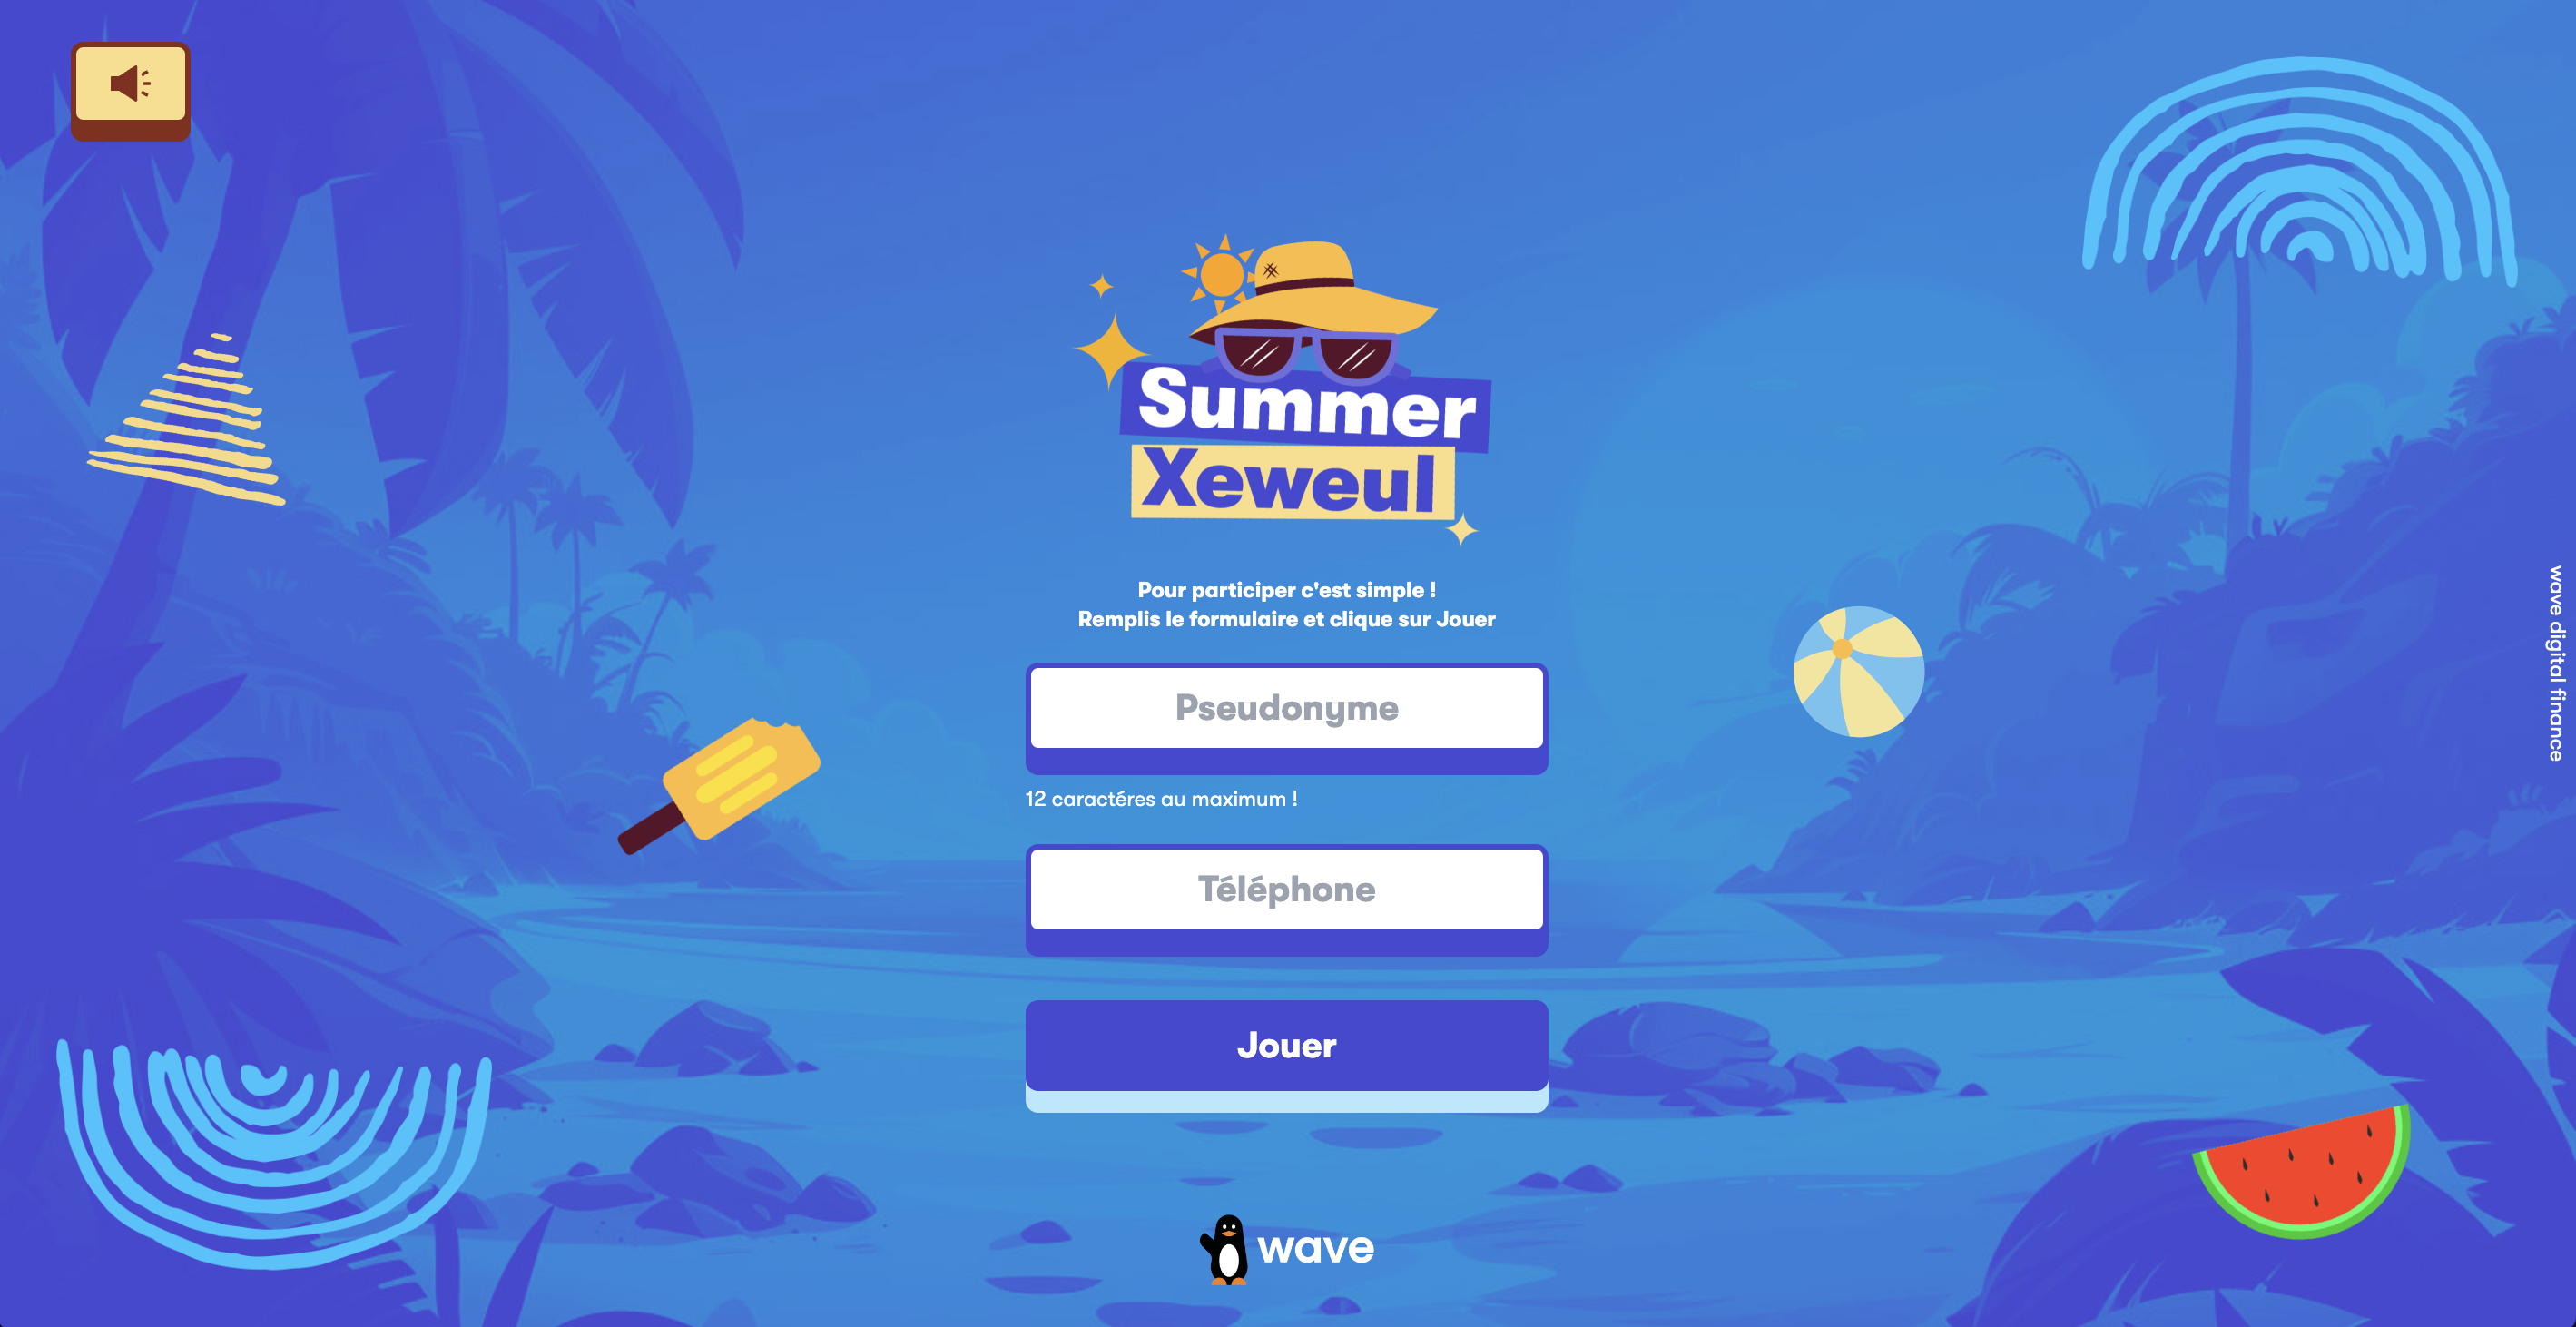 Summer
Xeweul
Pour participer c'est simple !
Remplis le formulaire et clique sur Jouer
Pseudonyme
12 caractéres au maximum !
Téléphone
Jouer
wave
wave digital finance